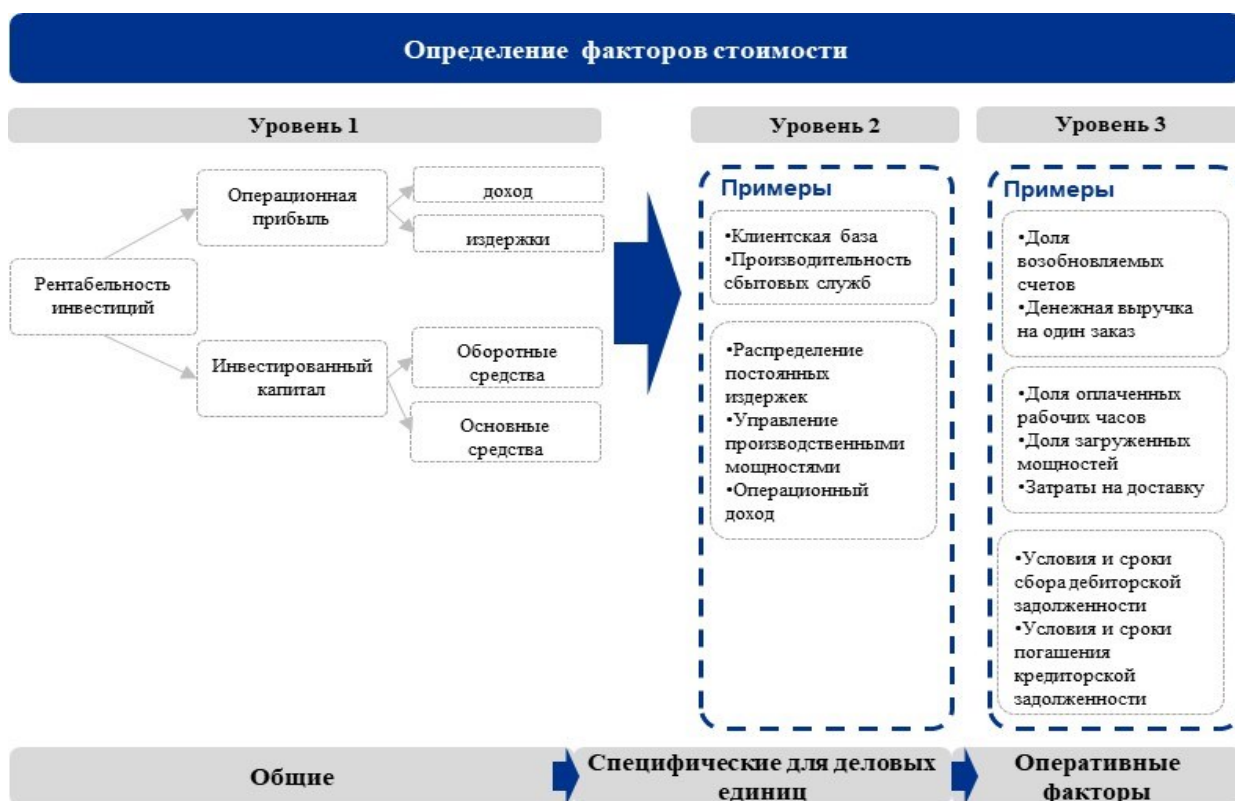 Определение факторов стоимости
Уровень 1
Уровень 2
Уровень 3
Рентабельность
инвестиций
Операционная
прибыль
доход
издержки
Инвестированный
капитал
Оборотные
средства
Основные
средства
Примеры
•Клиентская база
•Производительность
сбытовых служб
•Распределение
постоянных
издержек
•Управление
производственными
мощностями
•Операционный
доход
Примеры
•Доля
возобновляемых
счетов
•Денежная выручка
на один заказ
•Доля оплаченных
рабочих часов
•Доля загруженных
мощностей
•Затраты на доставку
•Условия и сроки
сбора дебиторской
задолженности
•Условия и сроки
погашения
кредиторской
задолженности
Общие
Специфические для деловых
единиц
Оперативные
факторы